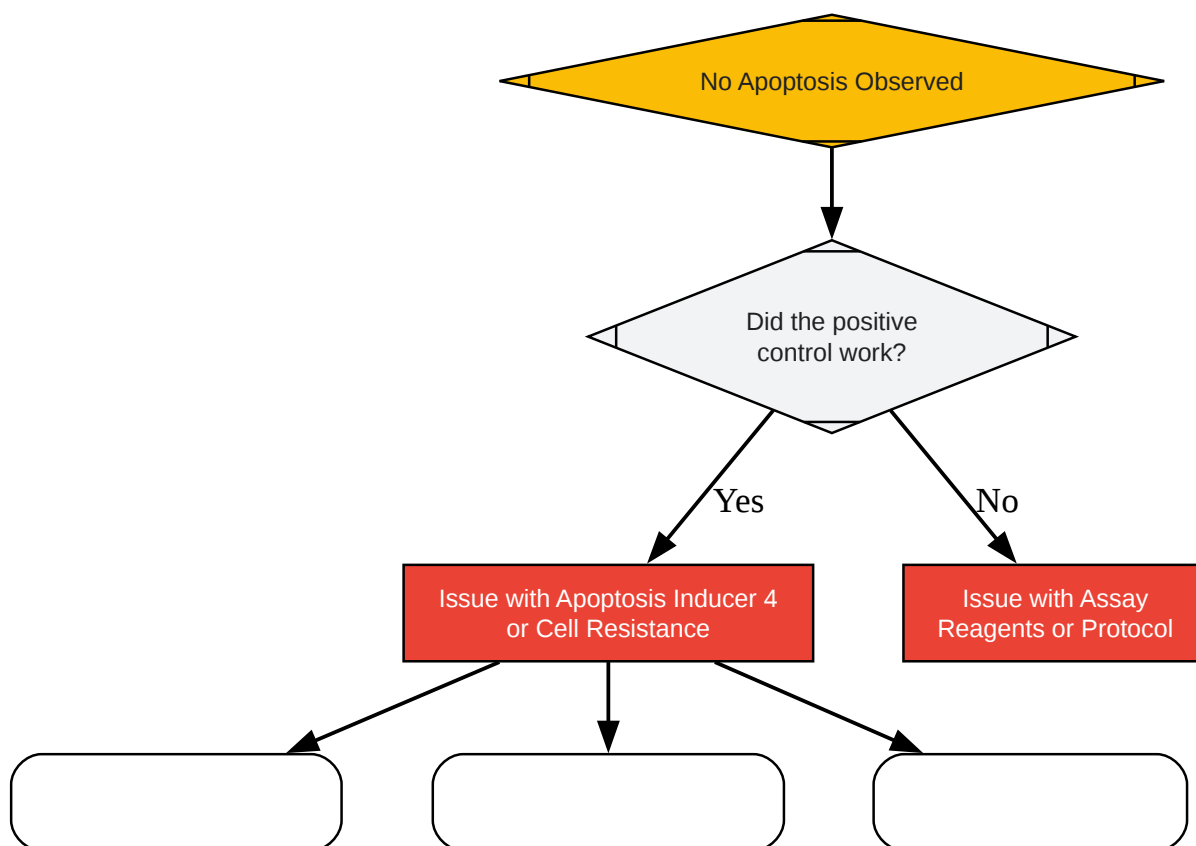 No Apoptosis Observed
Did the positive
control work?
Yes
No
Issue with Apoptosis Inducer 4
or Cell Resistance
Issue with Assay
Reagents or Protocol